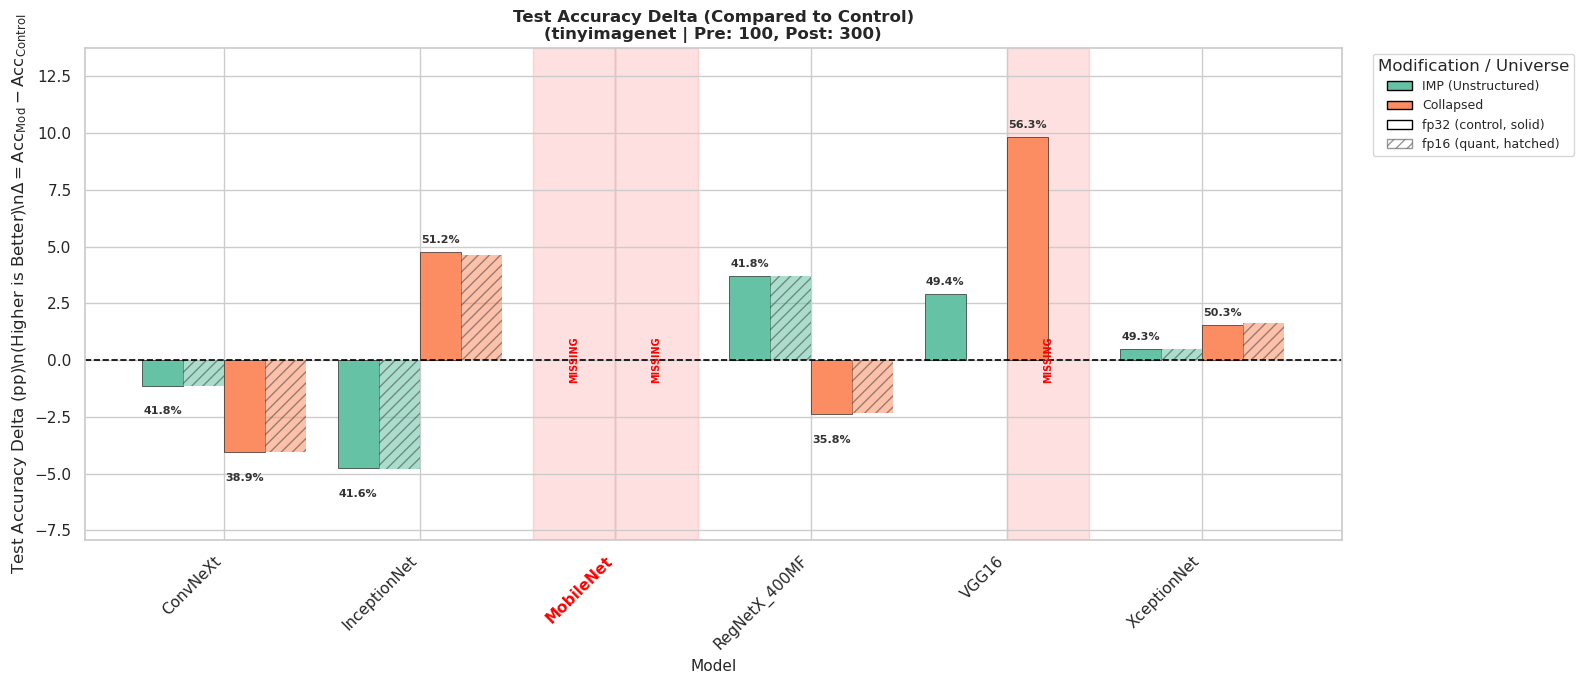 Test Accuracy Delta (Compared to Control)
(tinyimagenet | Pre: 100, Post: 300)
Test Accuracy Delta (pp)\n(Higher is Better)\nΔ = Acc_Mod − Acc_Control
12.5
10.0
7.5
5.0
2.5
0.0
−2.5
−5.0
−7.5
41.8%
38.9%
41.6%
51.2%
MISSING
MISSING
41.8%
35.8%
49.4%
56.3%
MISSING
49.3%
50.3%
ConvNeXt
InceptionNet
MobileNet
RegNetX_400MF
VGG16
XceptionNet
Model
Modification / Universe
IMP (Unstructured)
Collapsed
fp32 (control, solid)
fp16 (quant, hatched)